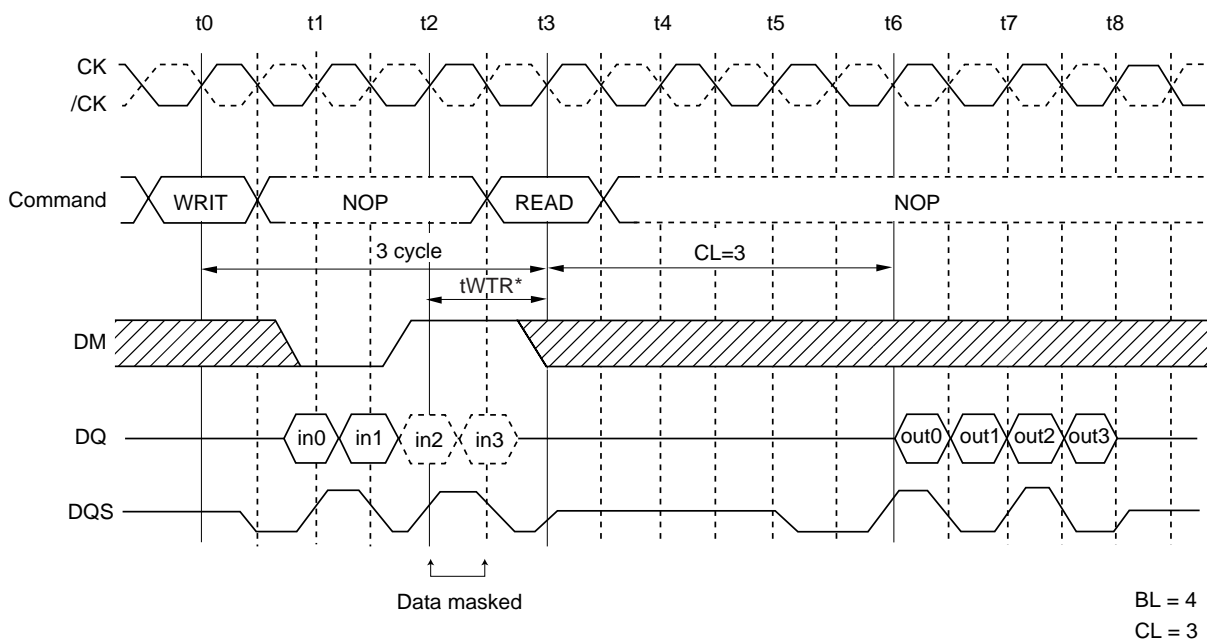 t0 t1 t2 t3 t4 t5 t6 t7 t8
CK
/CK
Command WRIT NOP READ NOP
3 cycle CL=3
tWTR*
DM
DQ in0 in1 in2 in3 out0 out1 out2 out3
DQS
Data masked
BL = 4
CL = 3